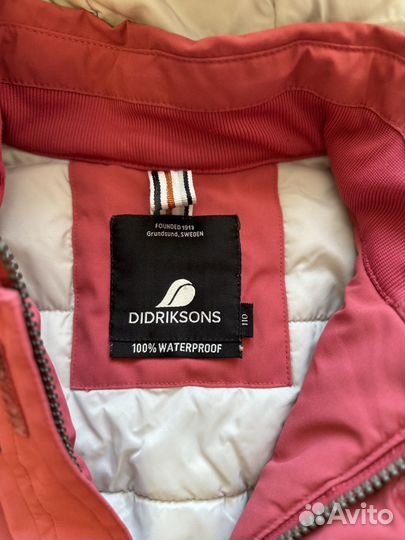 FOUNDED 1913
Grundsund, SWEDEN
DIDRIKSONS
110
100% WATERPROOF
Avito